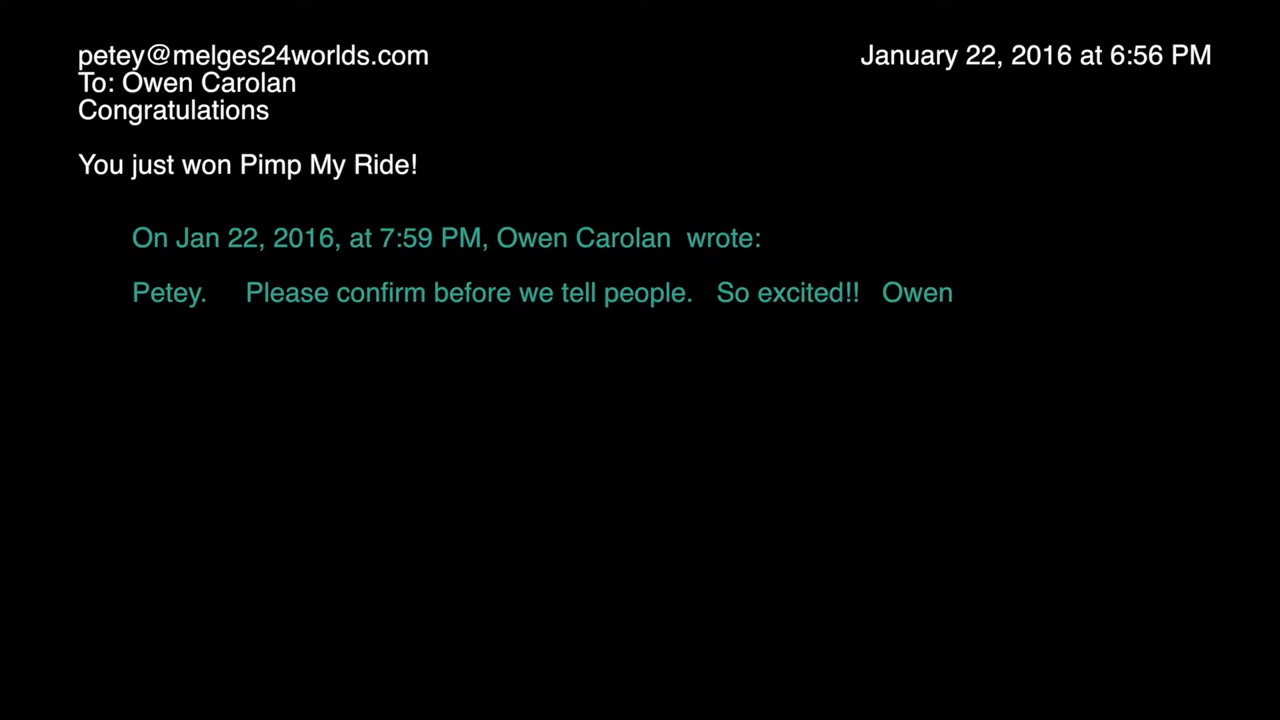 petey@melges24worlds.com January 22, 2016 at 6:56 PM
To: Owen Carolan
Congratulations
You just won Pimp My Ride!
On Jan 22, 2016, at 7:59 PM, Owen Carolan wrote:
Petey. Please confirm before we tell people. So excited!! Owen